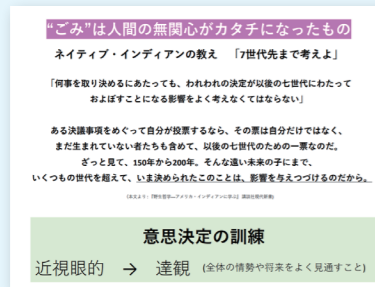 “ごみ”は人間の無関心がカタチになったもの
ネイティブ・インディアンの教え 「7世代先まで考えよ」
「何事を取り決めるにあたっても、われわれの決定が以後の七世代にわたって
およぼすことになる影響をよく考えなくてはならない」
ある決議事項をめぐって自分が投票するなら、その票は自分だけではなく、
まだ生まれていない者たちも含めて、以後の七世代のための一票なのだ。
ざっと見て、150年から200年。そんな遠い未来の子にまで、
いくつもの世代を超えて、いま決められたこのことは、影響を与えつづけるのだから。
意思決定の訓練
近視眼的 → 達観 (全体の情勢や将来をよく見通すこと)